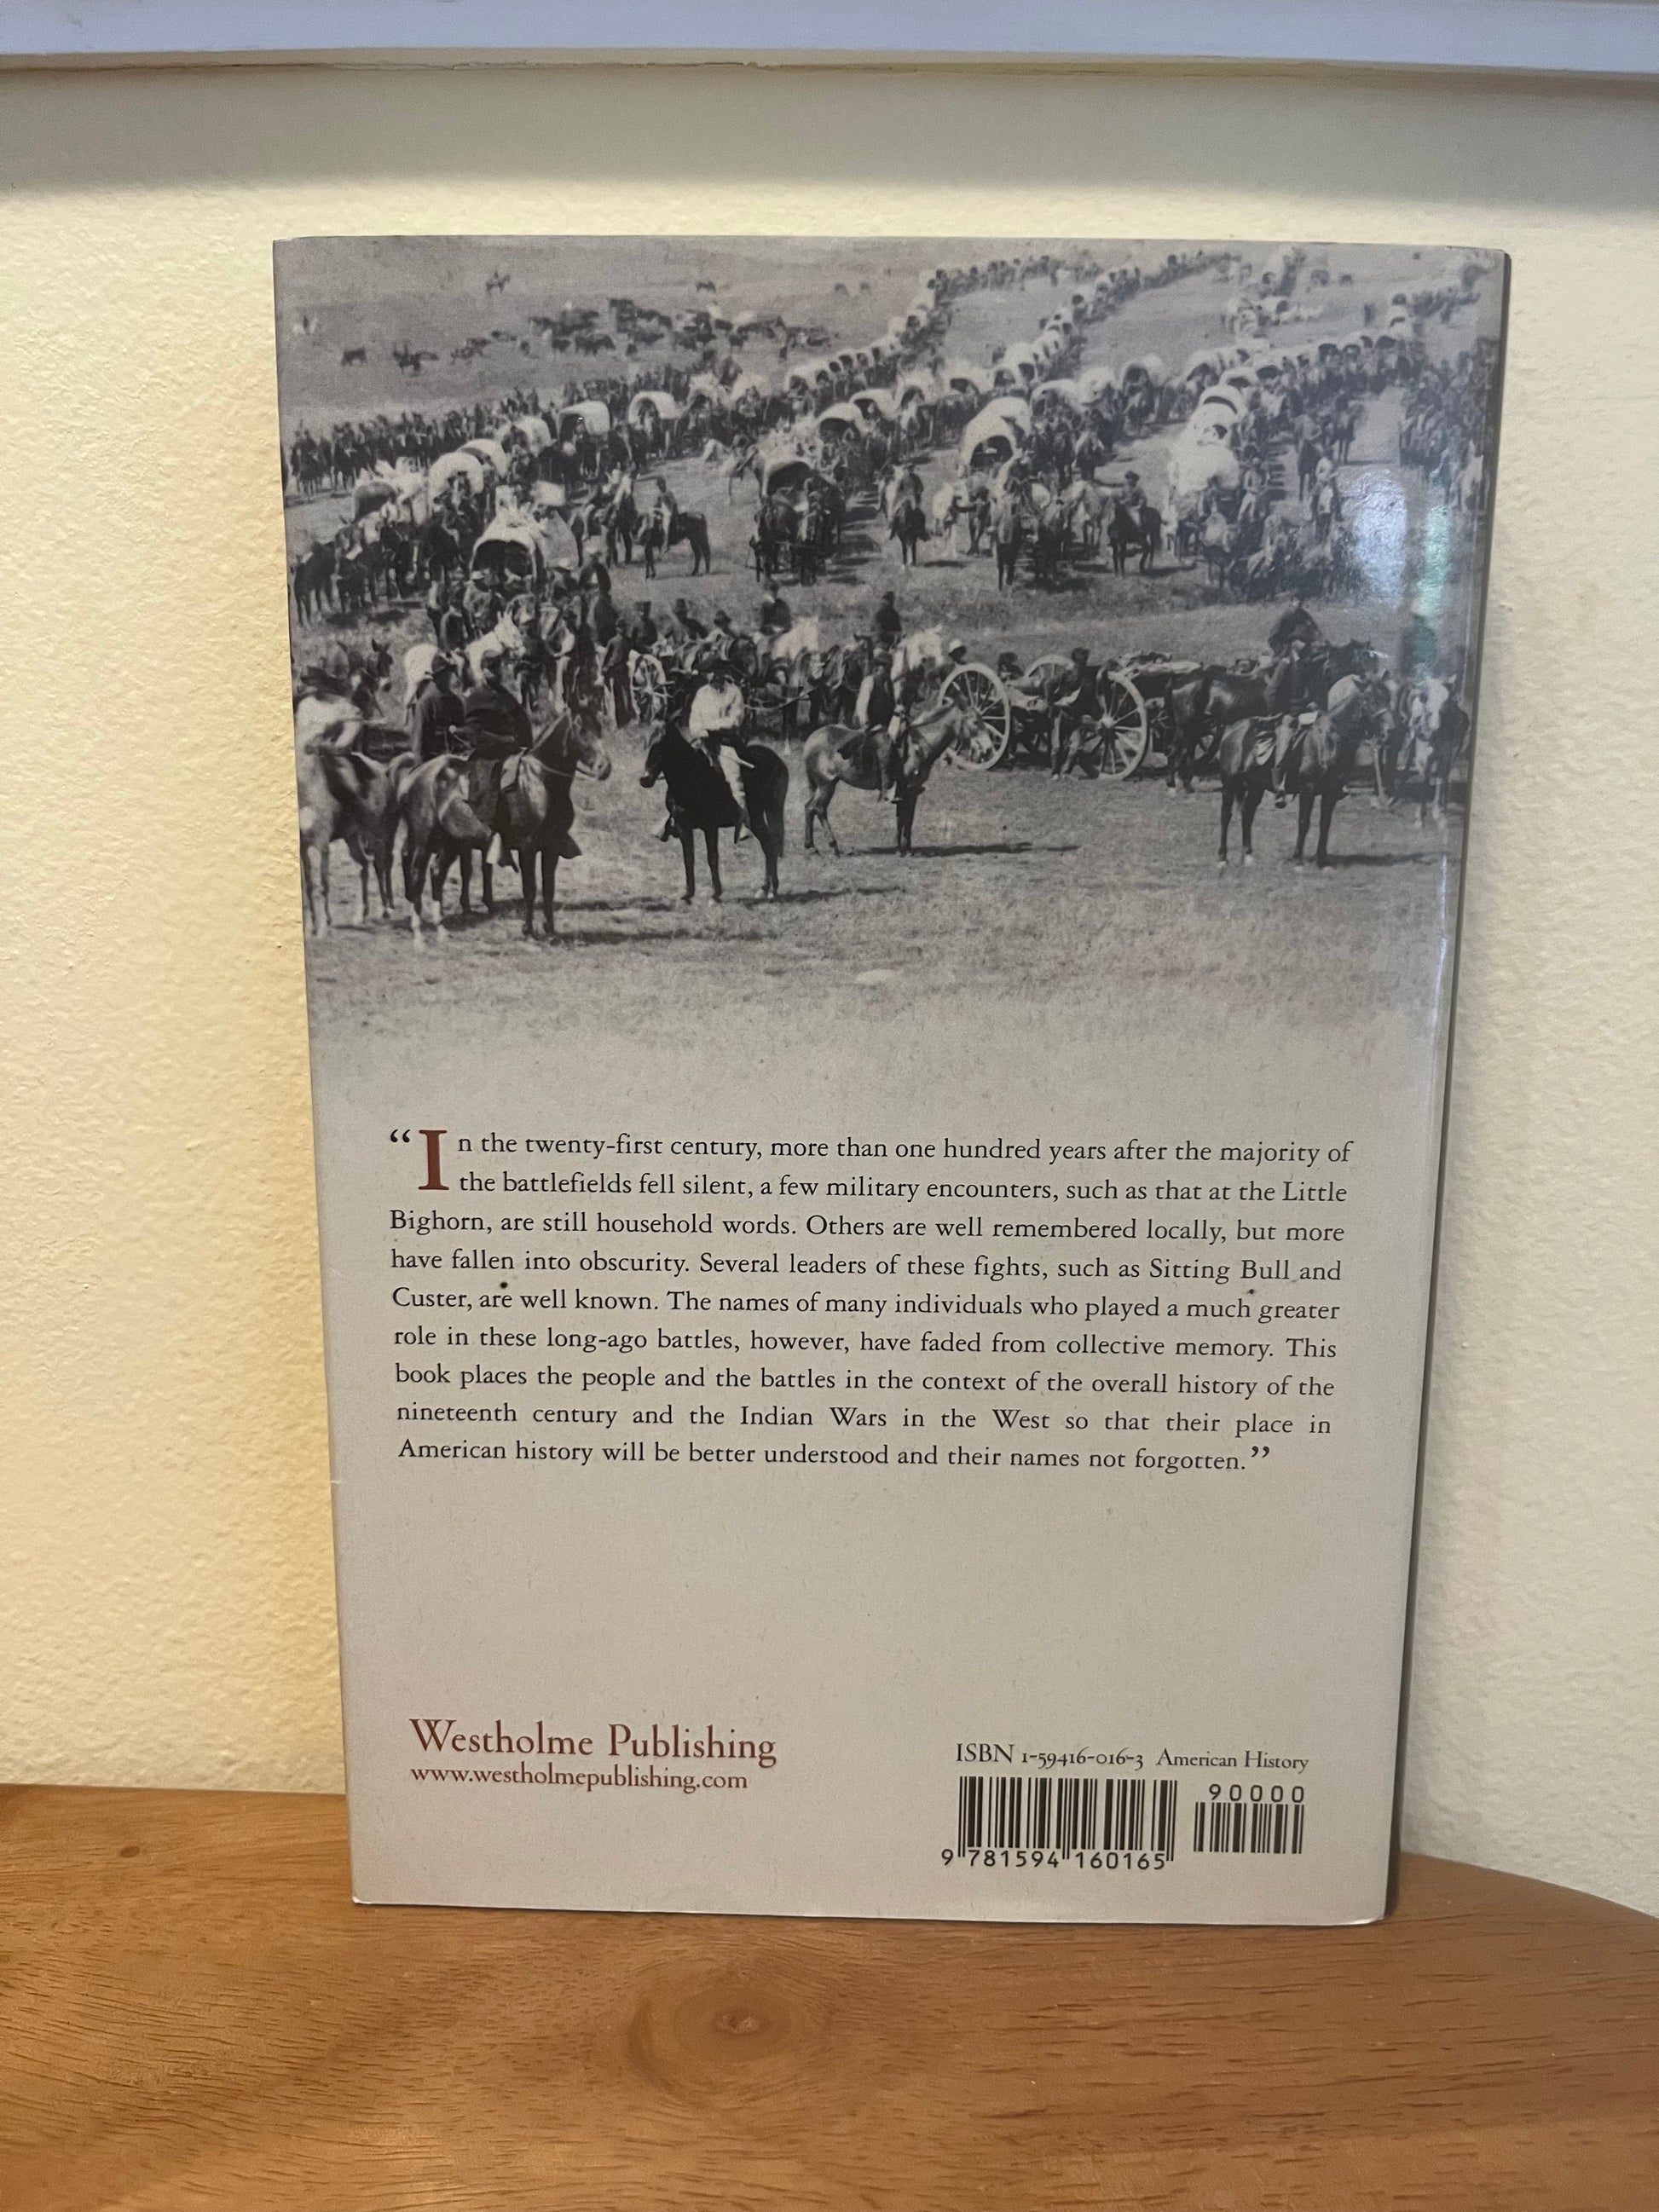 “In the twenty-first century, more than one hundred years after the majority of
the battlefields fell silent, a few military encounters, such as that at the Little
Bighorn, are still household words. Others are well remembered locally, but more
have fallen into obscurity. Several leaders of these fights, such as Sitting Bull and
Custer, are well known. The names of many individuals who played a much greater
role in these long-ago battles, however, have faded from collective memory. This
book places the people and the battles in the context of the overall history of the
nineteenth century and the Indian Wars in the West so that their place in
American history will be better understood and their names not forgotten.”
Westholme Publishing
www.westholmepublishing.com
ISBN 1-59416-016-3 American History
90000
9 781594 160165